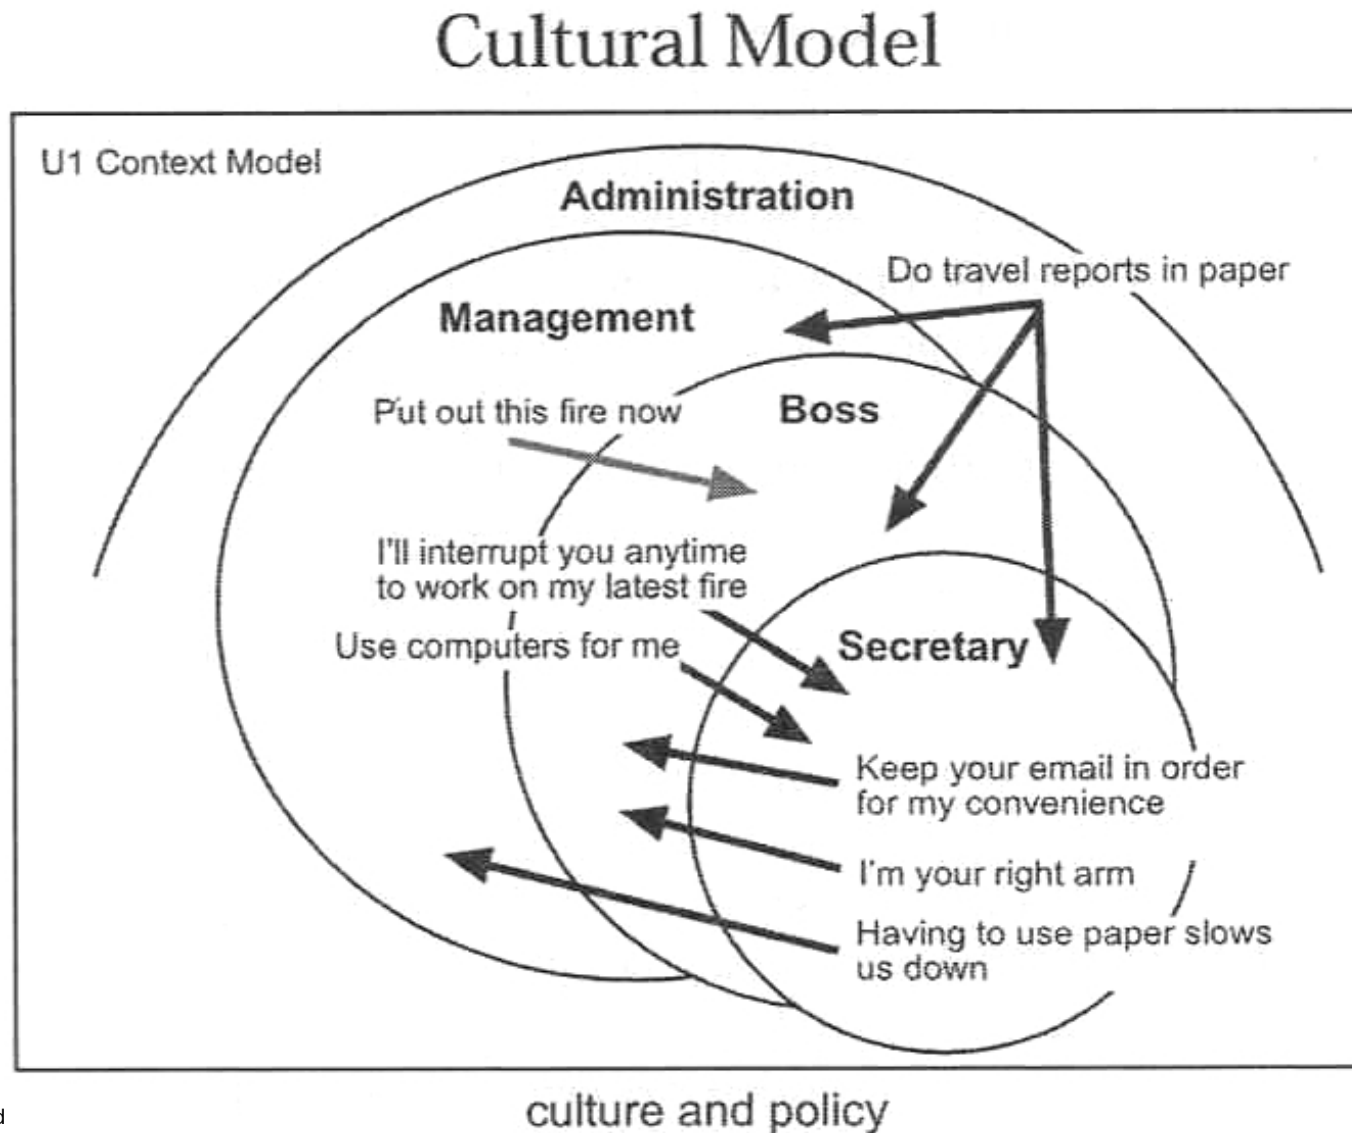 Cultural Model
U1 Context Model
Administration
Do travel reports in paper
Management
Put out this fire now
Boss
I'll interrupt you anytime
to work on my latest fire
Use computers for me
Secretary
Keep your email in order
for my convenience
I'm your right arm
Having to use paper slows
us down
culture and policy